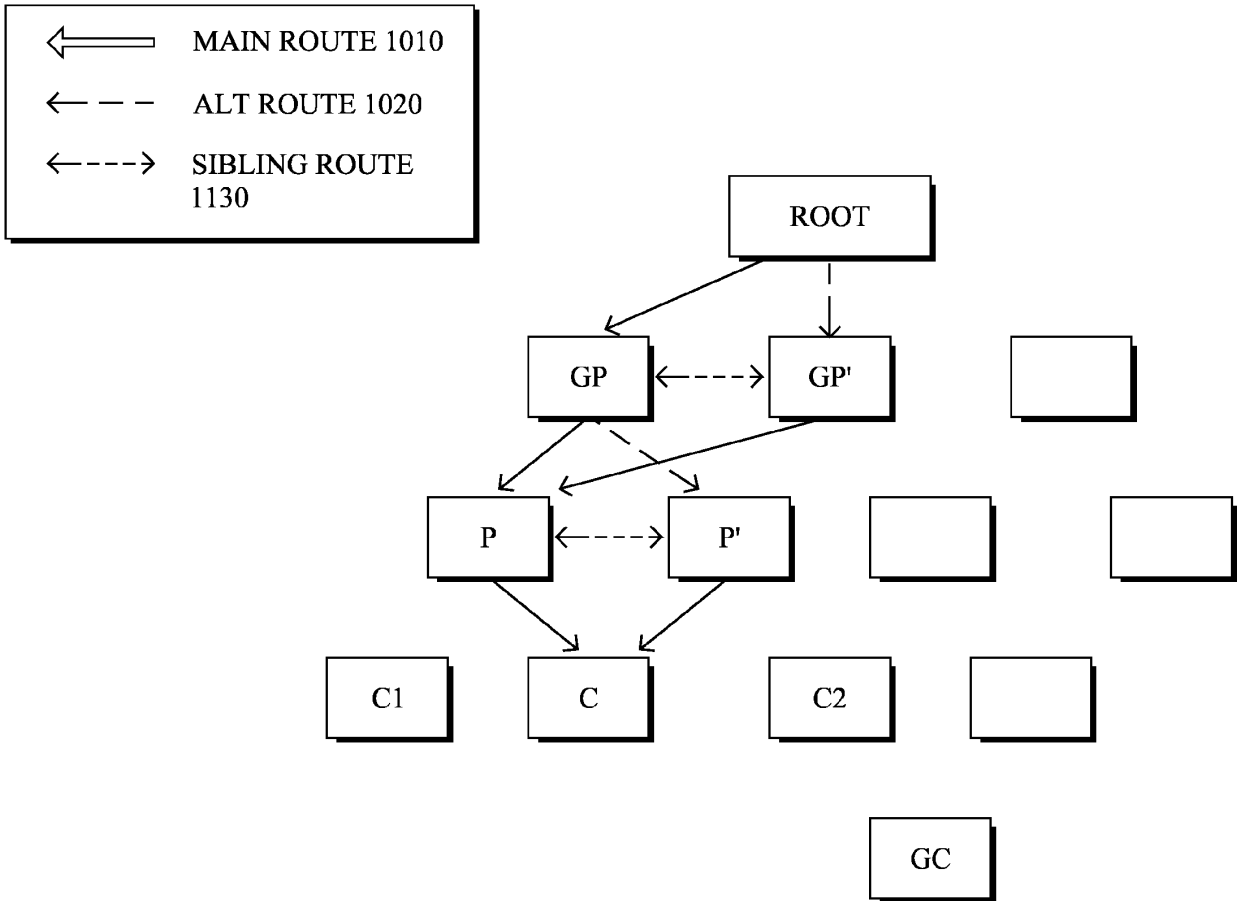 MAIN ROUTE 1010
ALT ROUTE 1020
SIBLING ROUTE
1130
ROOT
GP
GP'
P
P'
C1
C
C2
GC